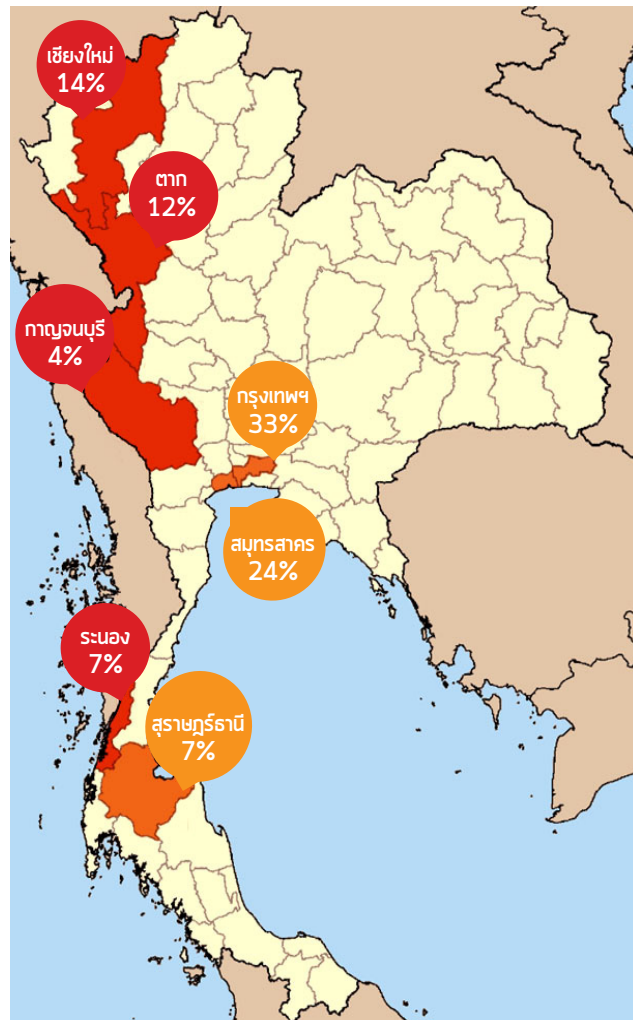 เชียงใหม่
14%
ตาก
12%
กาญจนบุรี
4%
กรุงเทพฯ
33%
สมุทรสาคร
24%
ระนอง
7%
สุราษฎร์ธานี
7%